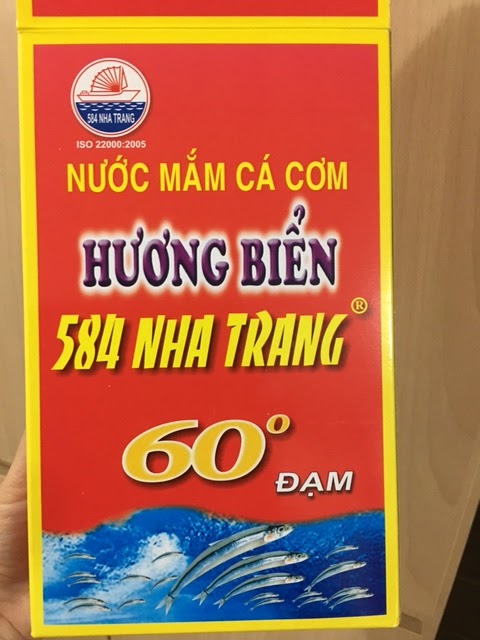 584 NHA TRANG
ISO 22000:2005
NƯỚC MẮM CÁ CƠM
HƯƠNG BIỂN
584 NHA TRANG ®
60° ĐẠM